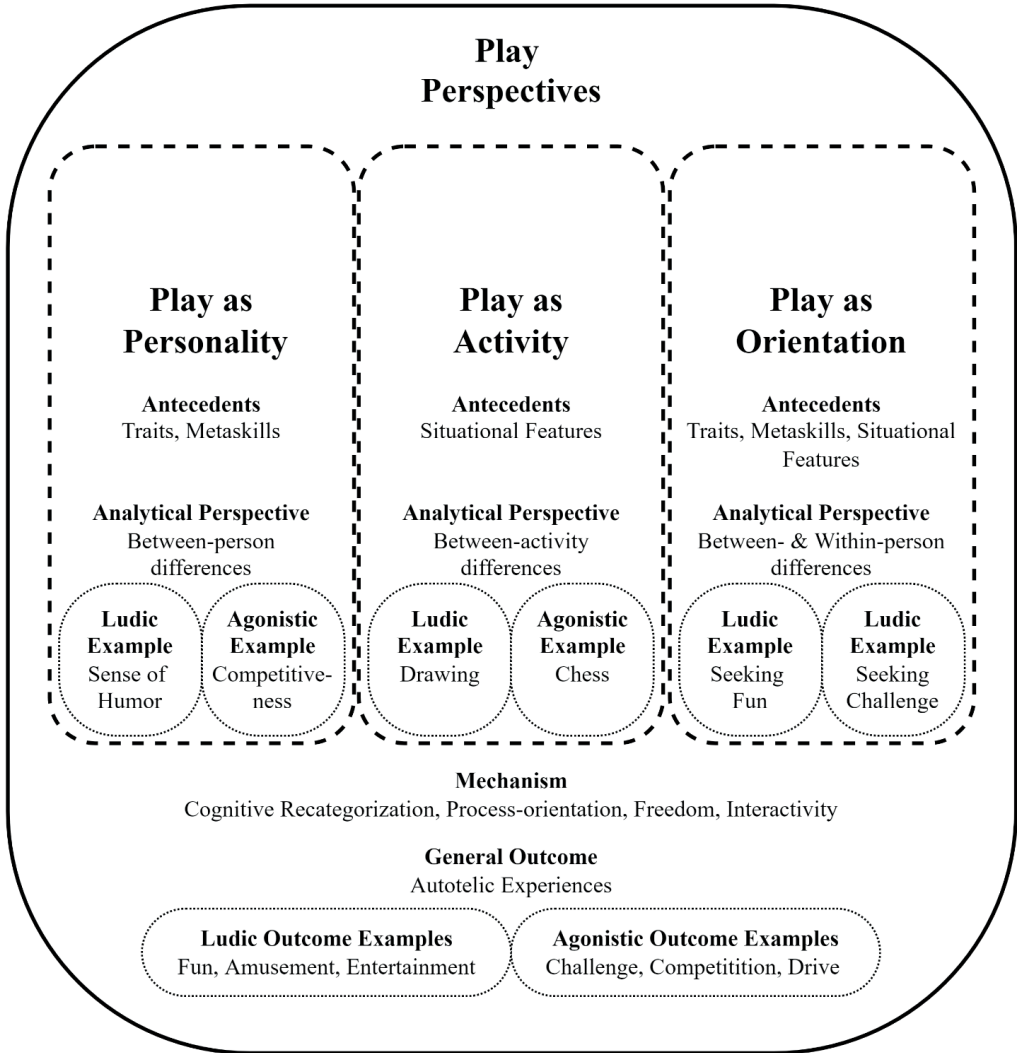 Play
Perspectives
Play as
Personality
Antecedents
Traits, Metaskills
Analytical Perspective
Between-person
differences
Ludic
Example
Sense of
Humor
Agonistic
Example
Competitive-
ness
Play as
Activity
Antecedents
Situational Features
Analytical Perspective
Between-activity
differences
Ludic
Example
Drawing
Agonistic
Example
Chess
Play as
Orientation
Antecedents
Traits, Metaskills, Situational
Features
Analytical Perspective
Between- & Within-person
differences
Ludic
Example
Seeking
Fun
Ludic
Example
Seeking
Challenge
Mechanism
Cognitive Recategorization, Process-orientation, Freedom, Interactivity
General Outcome
Autotelic Experiences
Ludic Outcome Examples
Fun, Amusement, Entertainment
Agonistic Outcome Examples
Challenge, Competitition, Drive